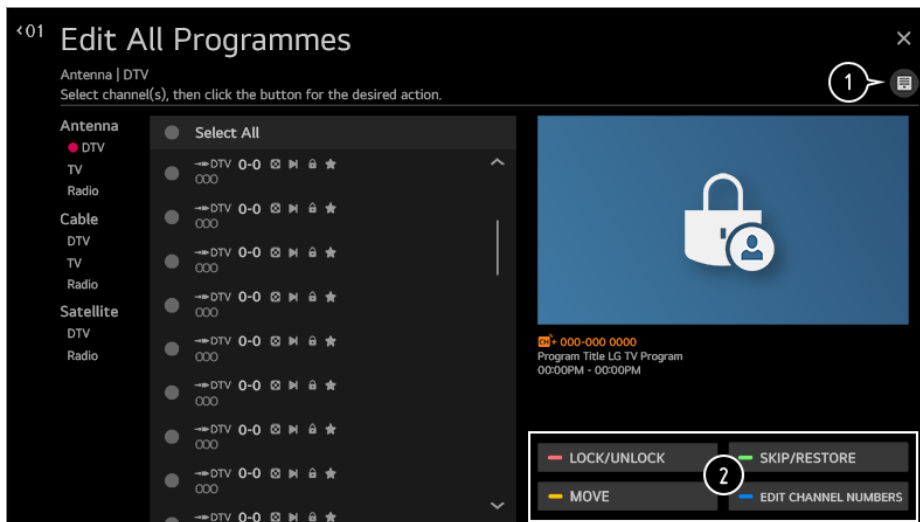 ‹01 Edit All Programmes
Antenna | DTV
Select channel(s), then click the button for the desired action.
1
Antenna
DTV
TV
Radio
Cable
DTV
TV
Radio
Satellite
DTV
Radio
Select All
DTV 0-0
000
DTV 0-0
000
DTV 0-0
000
DTV 0-0
000
DTV 0-0
000
DTV 0-0
000
DTV 0-0
000
DTV 0-0
000
DTV 0-0
CH+ 000-000 0000
Program Title LG TV Program
00:00PM - 00:00PM
LOCK/UNLOCK
SKIP/RESTORE
2
MOVE
EDIT CHANNEL NUMBERS